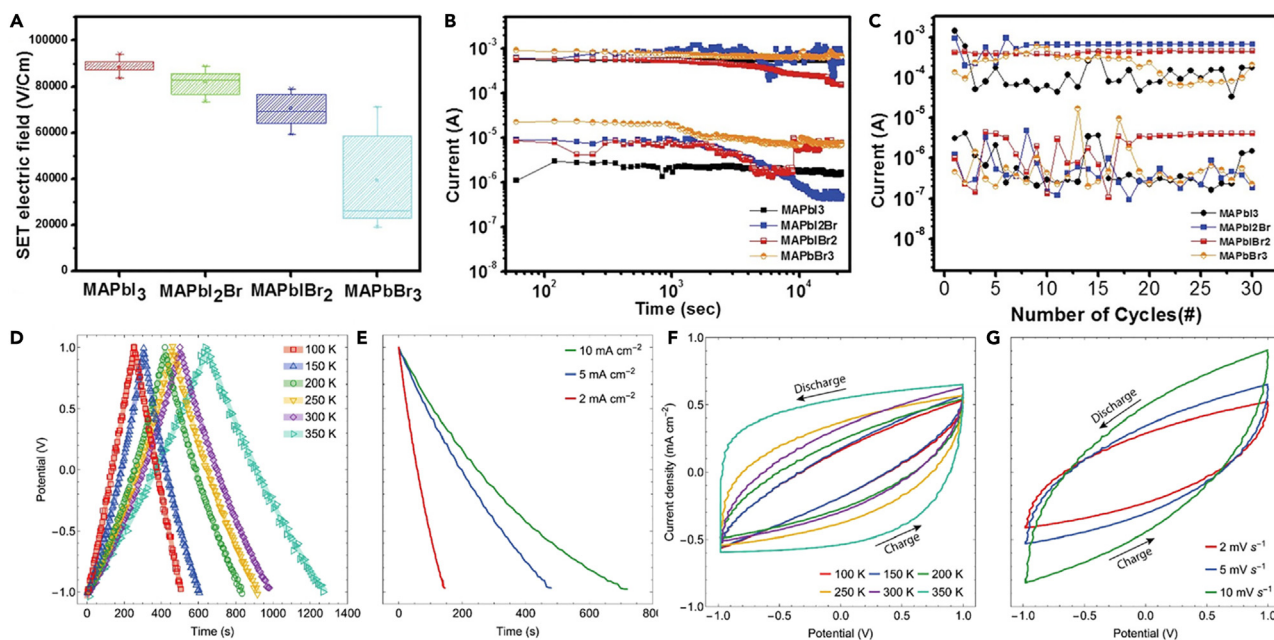 A
SET electric field (V/Cm)
100000
80000
60000
40000
20000
0
MAPbI3
MAPbI2Br
MAPbIBr2
MAPbBr3
B
Current (A)
10-3
10-4
10-5
10-6
10-7
10-8
102
103
104
Time (sec)
MAPbI3
MAPbI2Br
MAPbIBr2
MAPbBr3
C
Current (A)
10-3
10-4
10-5
10-6
10-7
10-8
0 5 10 15 20 25 30
Number of Cycles(#)
MAPbI3
MAPbI2Br
MAPbIBr2
MAPbBr3
D
Potential (V)
1.0
0.5
0.0
−0.5
−1.0
0 200 400 600 800 1000 1200 1400
Time (s)
100 K
150 K
200 K
250 K
300 K
350 K
E
10 mA cm−2
5 mA cm−2
2 mA cm−2
0 200 400 600 800
Time (s)
F
Current density (mA cm−2)
1.0
0.5
0.0
−0.5
−1.0
Discharge
Charge
100 K 150 K 200 K
250 K 300 K 350 K
−1.0 −0.5 0.0 0.5 1.0
Potential (V)
G
Discharge
Charge
2 mV s−1
5 mV s−1
10 mV s−1
−1.0 −0.5 0.0 0.5 1.0
Potential (V)